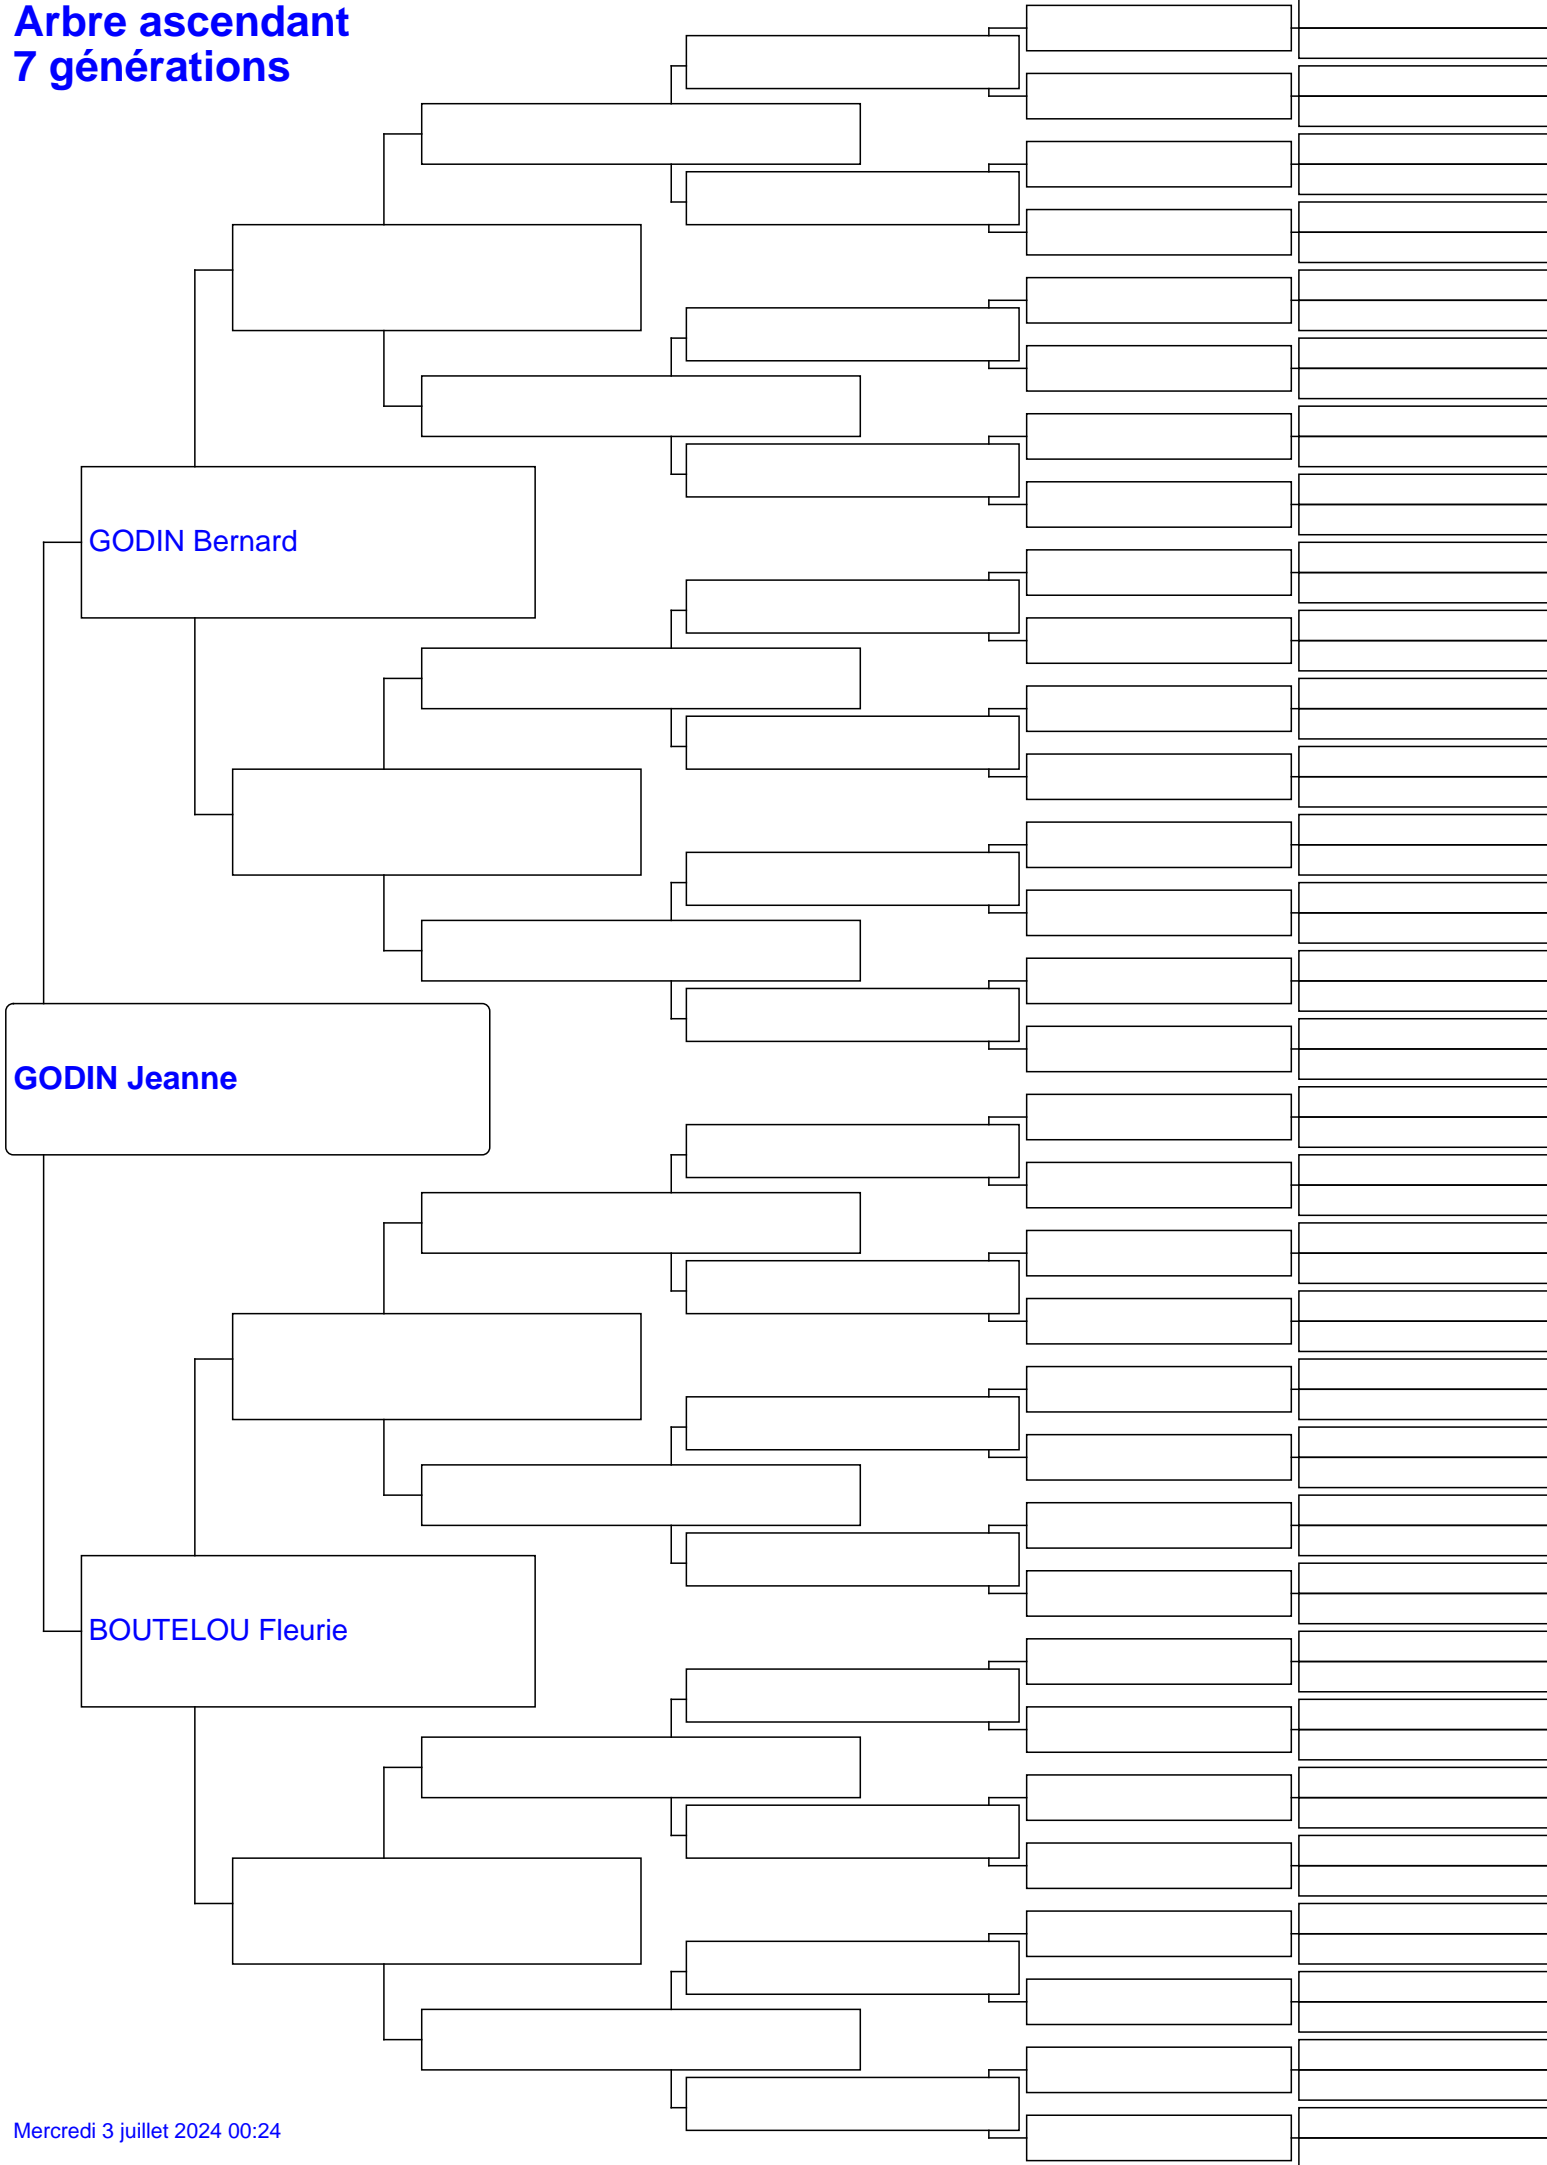 Arbre ascendant
7 générations
GODIN Bernard
GODIN Jeanne
BOUTELOU Fleurie
Mercredi 3 juillet 2024 00:24